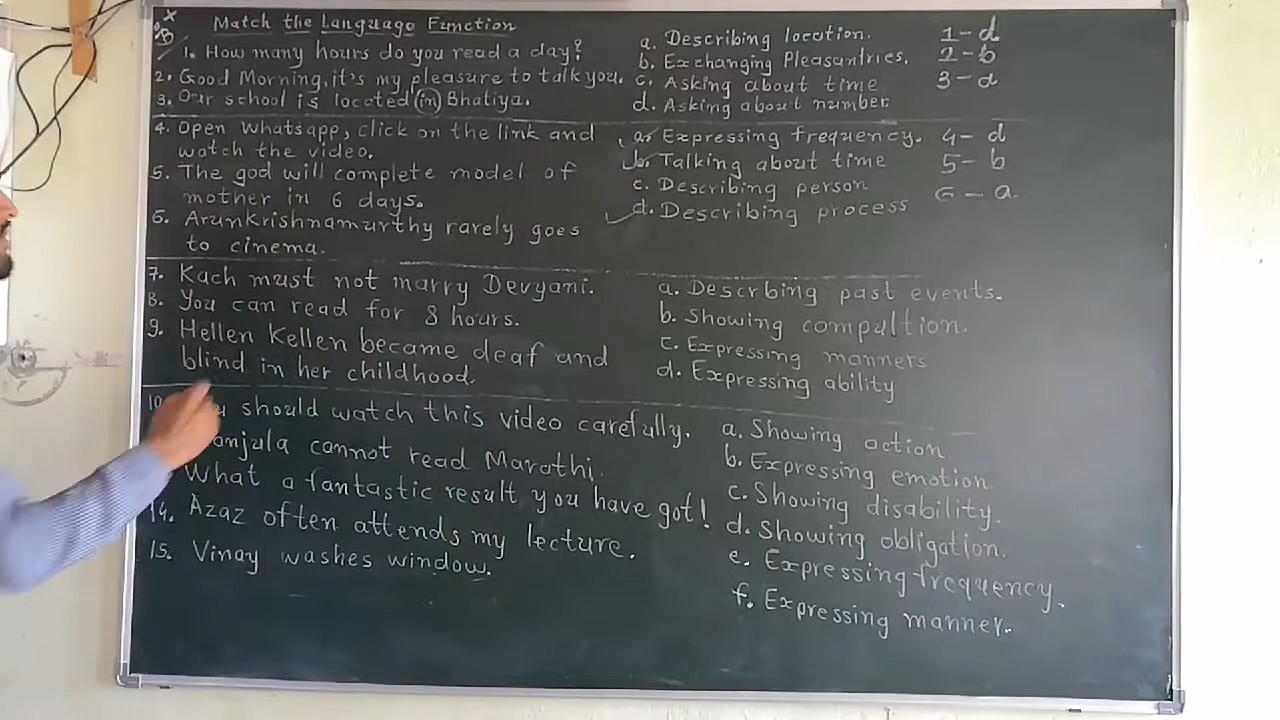 Match the Language Function
1. How many hours do you read a day?
2. Good Morning, it's my pleasure to talk you.
3. Our school is located (in) Bhatiya.
a. Describing location.
b. Exchanging Pleasantries.
c. Asking about time
d. Asking about number
1 - d
2 - b
3 - a
4. Open Whatsapp, click on the link and
watch the video.
5. The god will complete model of
mother in 6 days.
6. Arunkrishnamurthy rarely goes
to cinema.
a. Expressing frequency.
b. Talking about time
c. Describing person
d. Describing process
4 - d
5 - b
6 - a
7. Kach must not marry Devyani.
8. You can read for 8 hours.
9. Hellen Kellen became deaf and
blind in her childhood.
a. Descrbing past events.
b. Showing compultion.
c. Expressing manners
d. Expressing ability
10. should watch this video carefully.
cannot read Marathi.
What a fantastic result you have got!
14. Azaz often attends my lecture.
15. Vinay washes window.
a. Showing action
b. Expressing emotion.
c. Showing disability.
d. Showing obligation.
e. Expressing frequency.
f. Expressing manner.